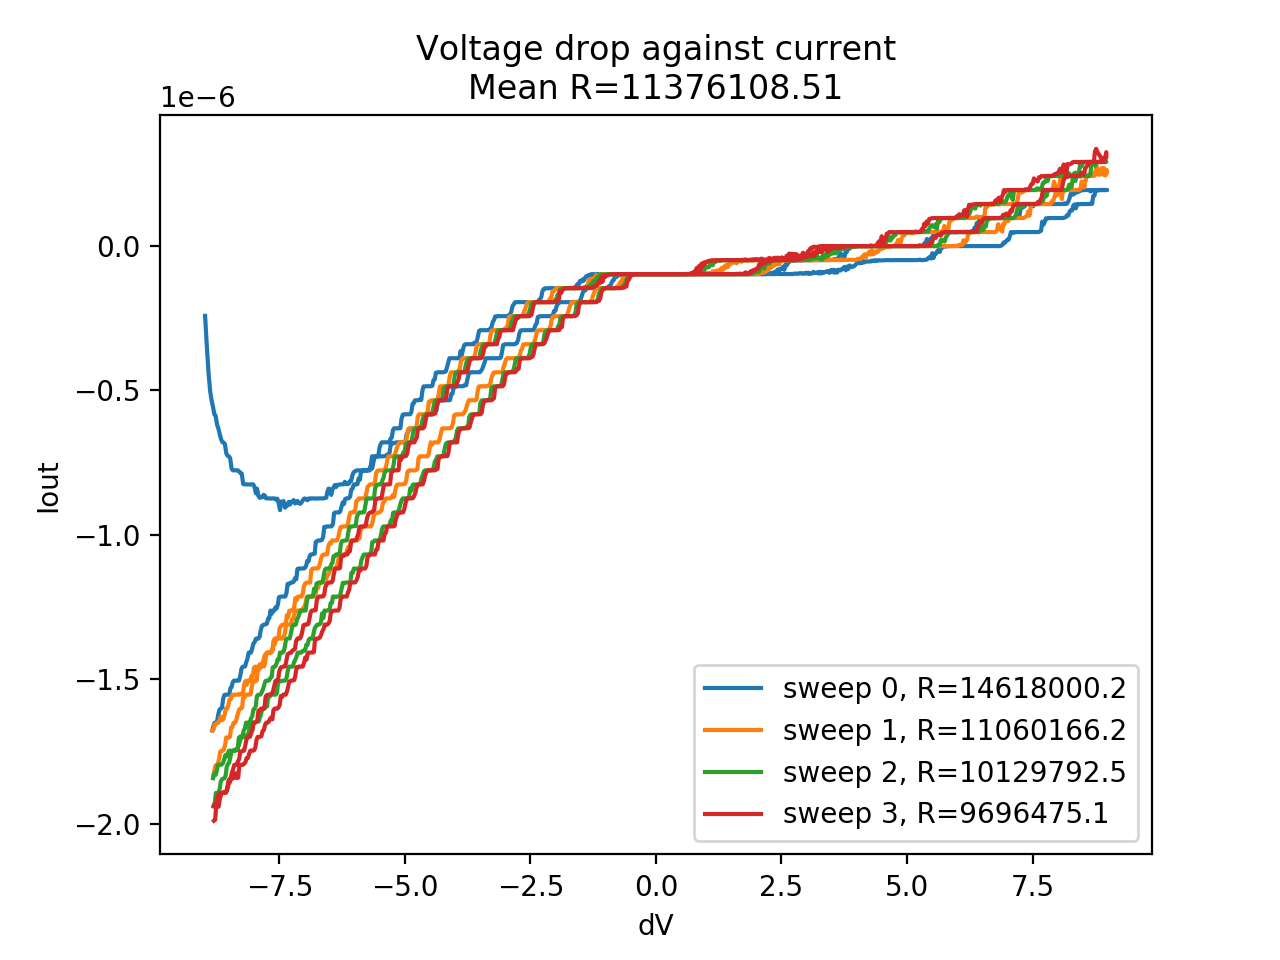 Voltage drop against current
Mean R=11376108.51
1e−6
0.0
−0.5
−1.0
−1.5
−2.0
Iout
sweep 0, R=14618000.2
sweep 1, R=11060166.2
sweep 2, R=10129792.5
sweep 3, R=9696475.1
−7.5 −5.0 −2.5 0.0 2.5 5.0 7.5
dV